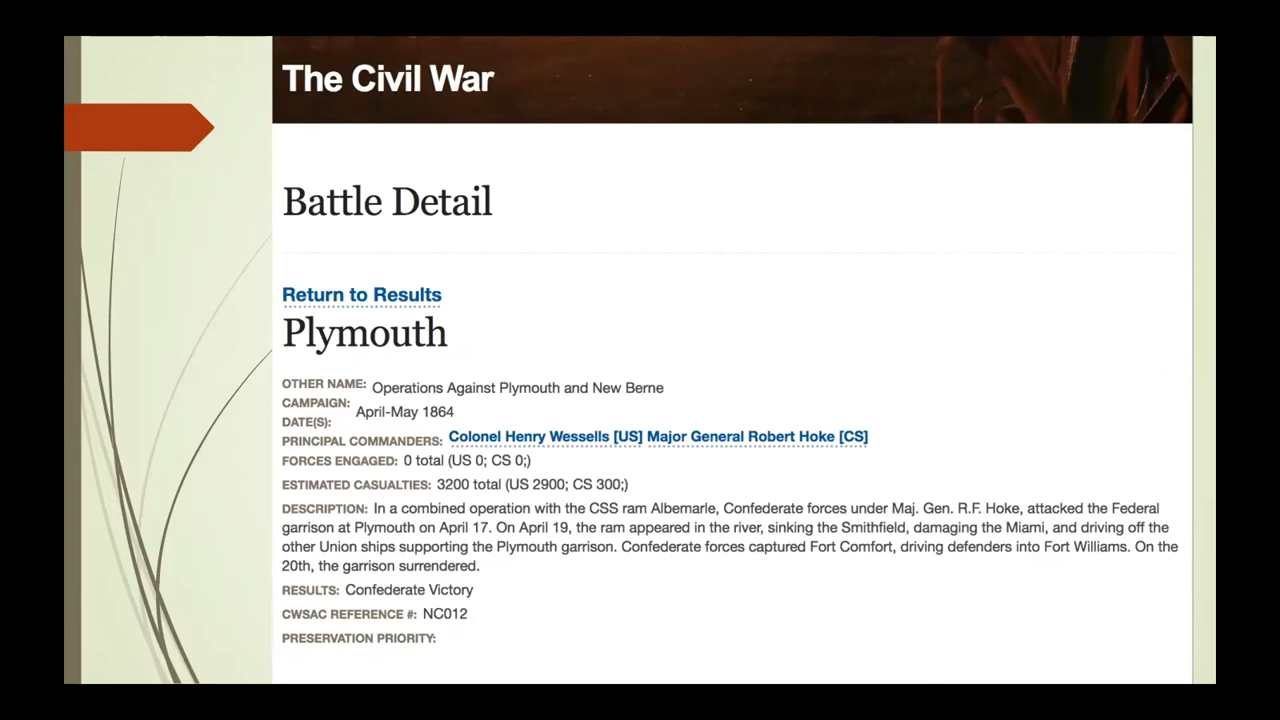 The Civil War
Battle Detail
Return to Results
Plymouth
OTHER NAME: Operations Against Plymouth and New Berne
CAMPAIGN:
DATE(S): April-May 1864
PRINCIPAL COMMANDERS: Colonel Henry Wessells [US] Major General Robert Hoke [CS]
FORCES ENGAGED: 0 total (US 0; CS 0;)
ESTIMATED CASUALTIES: 3200 total (US 2900; CS 300;)
DESCRIPTION: In a combined operation with the CSS ram Albemarle, Confederate forces under Maj. Gen. R.F. Hoke, attacked the Federal
garrison at Plymouth on April 17. On April 19, the ram appeared in the river, sinking the Smithfield, damaging the Miami, and driving off the
other Union ships supporting the Plymouth garrison. Confederate forces captured Fort Comfort, driving defenders into Fort Williams. On the
20th, the garrison surrendered.
RESULTS: Confederate Victory
CWSAC REFERENCE #: NC012
PRESERVATION PRIORITY: